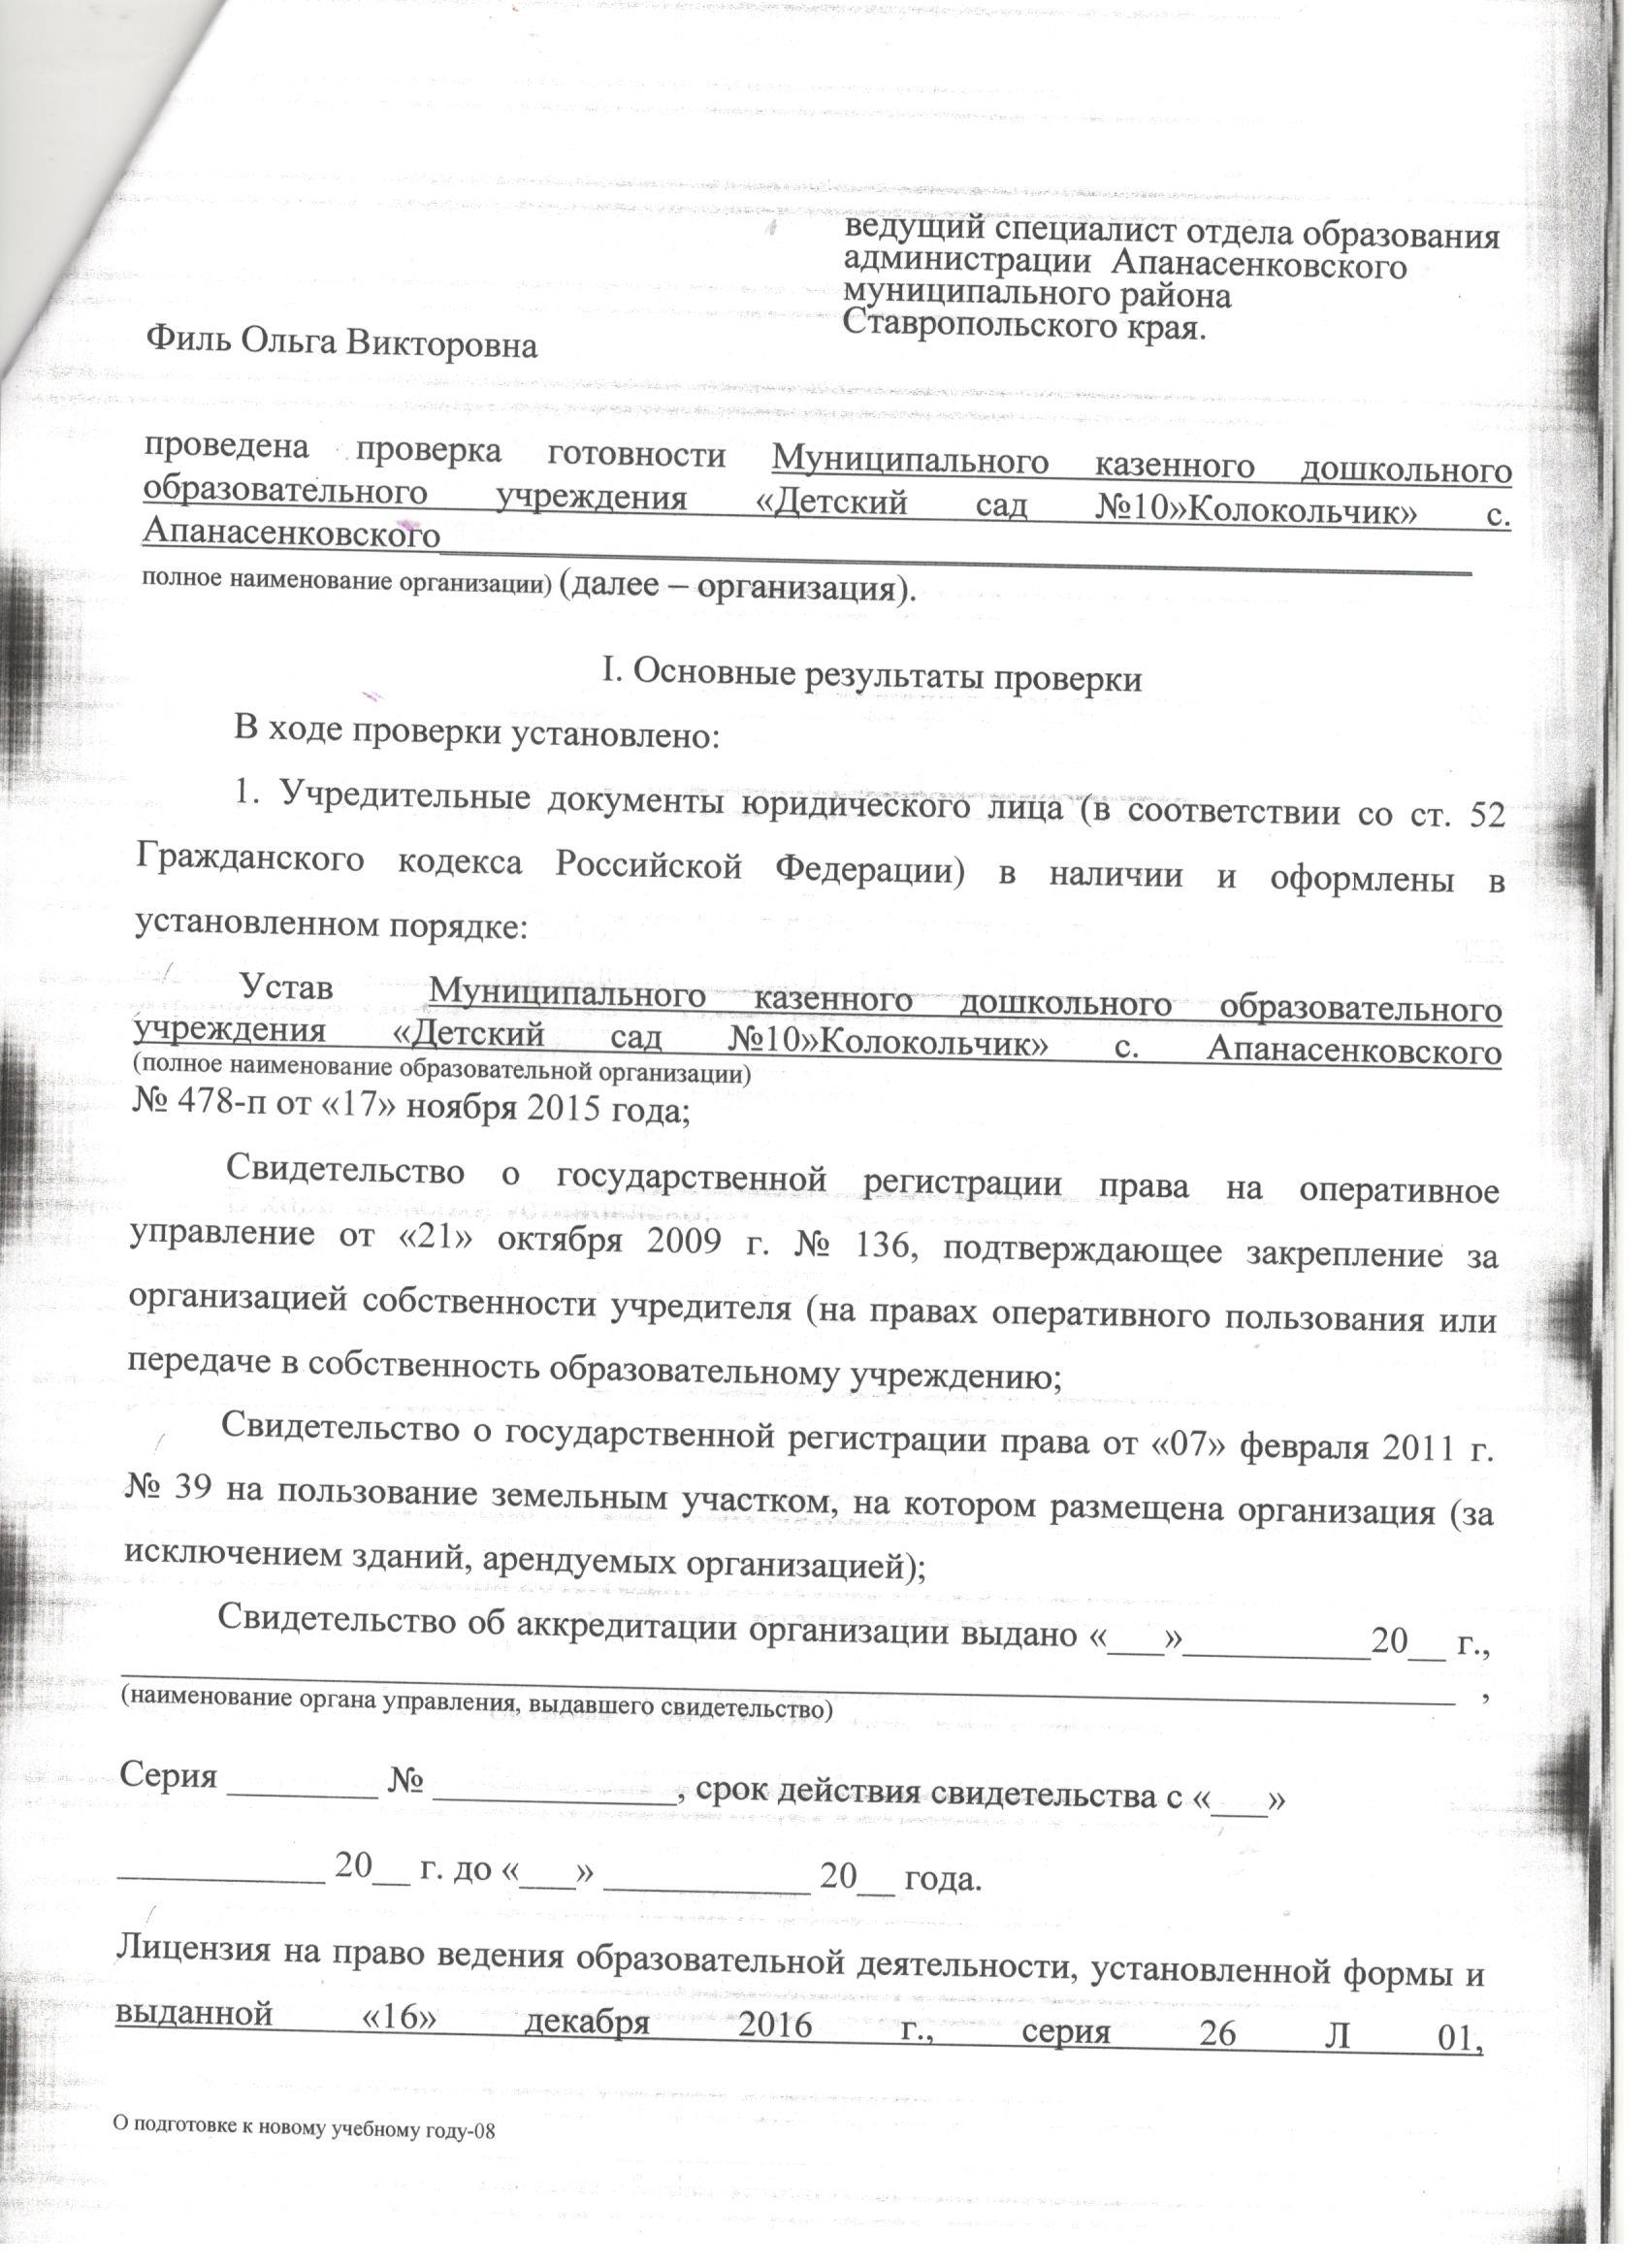 ведущий специалист отдела образования
администрации Апанасенковского
муниципального района
Ставропольского края.
Филь Ольга Викторовна
проведена проверка готовности Муниципального казенного дошкольного
образовательного учреждения «Детский сад №10»Колокольчик» с.
Апанасенковского
полное наименование организации) (далее – организация).
I. Основные результаты проверки
В ходе проверки установлено:
1. Учредительные документы юридического лица (в соответствии со ст. 52
Гражданского кодекса Российской Федерации) в наличии и оформлены в
установленном порядке:
Устав Муниципального казенного дошкольного образовательного
учреждения «Детский сад №10»Колокольчик» с. Апанасенковского
(полное наименование образовательной организации)
№ 478-п от «17» ноября 2015 года;
Свидетельство о государственной регистрации права на оперативное
управление от «21» октября 2009 г. № 136, подтверждающее закрепление за
организацией собственности учредителя (на правах оперативного пользования или
передаче в собственность образовательному учреждению;
Свидетельство о государственной регистрации права от «07» февраля 2011 г.
№ 39 на пользование земельным участком, на котором размещена организация (за
исключением зданий, арендуемых организацией);
Свидетельство об аккредитации организации выдано «___»__________20__ г.,
_______________________________________________________________________ ,
(наименование органа управления, выдавшего свидетельство)
Серия ________ № _____________, срок действия свидетельства с «___»
___________ 20__ г. до «___» ___________ 20__ года.
Лицензия на право ведения образовательной деятельности, установленной формы и
выданной «16» декабря 2016 г., серия 26 Л 01,
О подготовке к новому учебному году-08